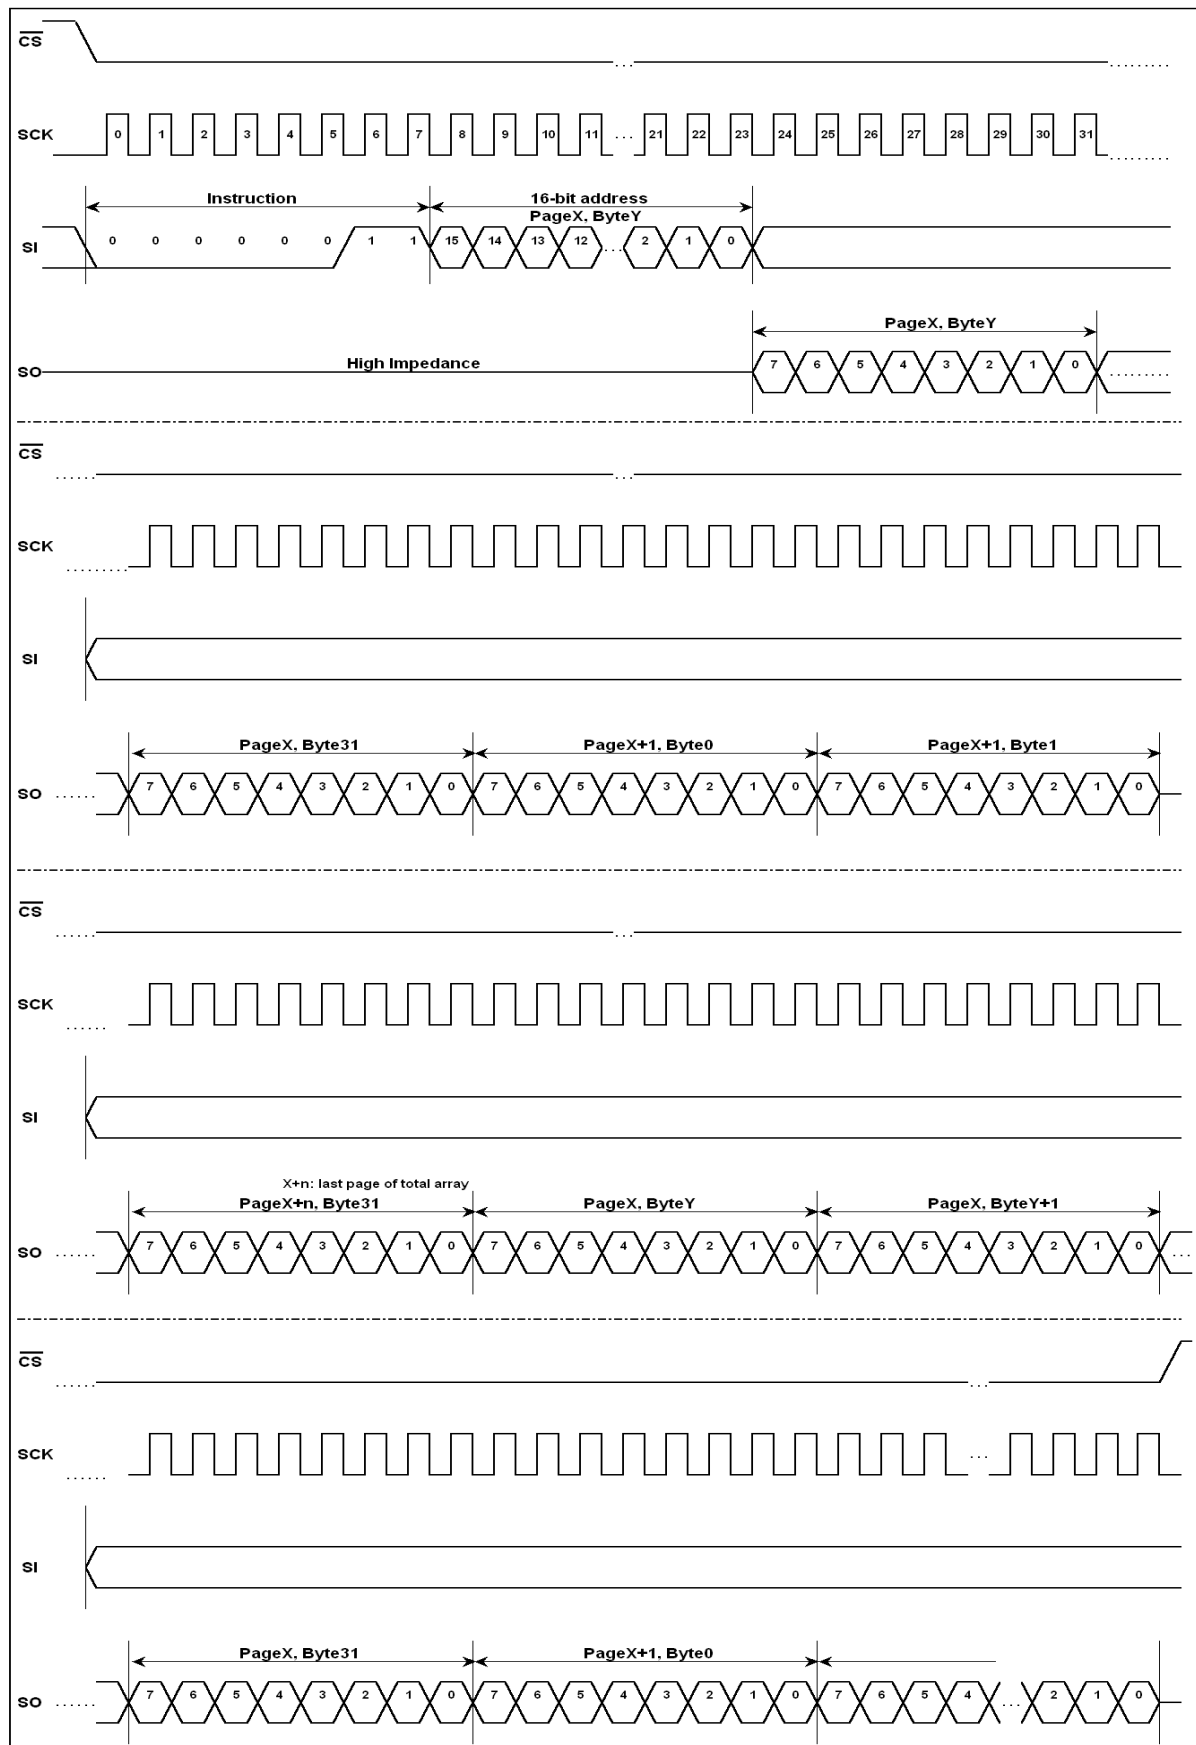 CS ... .........
SCK 0 1 2 3 4 5 6 7 8 9 10 11 ... 21 22 23 24 25 26 27 28 29 30 31 .........
Instruction 16-bit address
PageX, ByteY
SI 0 0 0 0 0 0 1 1 15 14 13 12 ... 2 1 0
PageX, ByteY
SO High Impedance 7 6 5 4 3 2 1 0 .........
CS
...... ...
SCK
.........
SI
PageX, Byte31 PageX+1, Byte0 PageX+1, Byte1
SO ...... 7 6 5 4 3 2 1 0 7 6 5 4 3 2 1 0 7 6 5 4 3 2 1 0
CS
...... ...
SCK
......
SI
X+n: last page of total array
PageX+n, Byte31 PageX, ByteY PageX, ByteY+1
SO ...... 7 6 5 4 3 2 1 0 7 6 5 4 3 2 1 0 7 6 5 4 3 2 1 0 ...
CS
...... ...
SCK ...
......
SI
PageX, Byte31 PageX+1, Byte0
SO ...... 7 6 5 4 3 2 1 0 7 6 5 4 3 2 1 0 7 6 5 4 ... 2 1 0